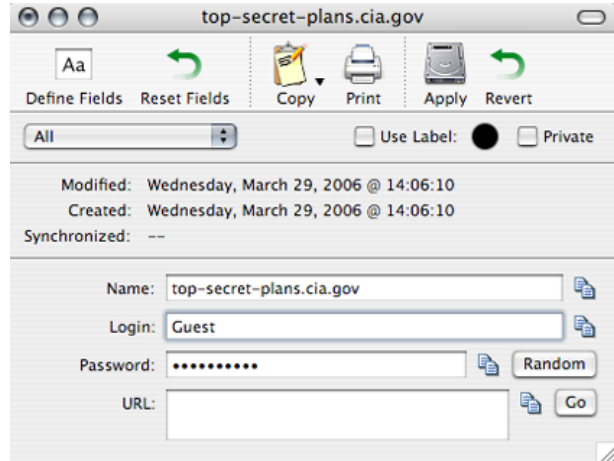 top-secret-plans.cia.gov
Aa
Define Fields Reset Fields Copy Print Apply Revert
All Use Label: Private
Modified: Wednesday, March 29, 2006 @ 14:06:10
Created: Wednesday, March 29, 2006 @ 14:06:10
Synchronized: --
Name: top-secret-plans.cia.gov
Login: Guest
Password: •••••••••• Random
URL: Go